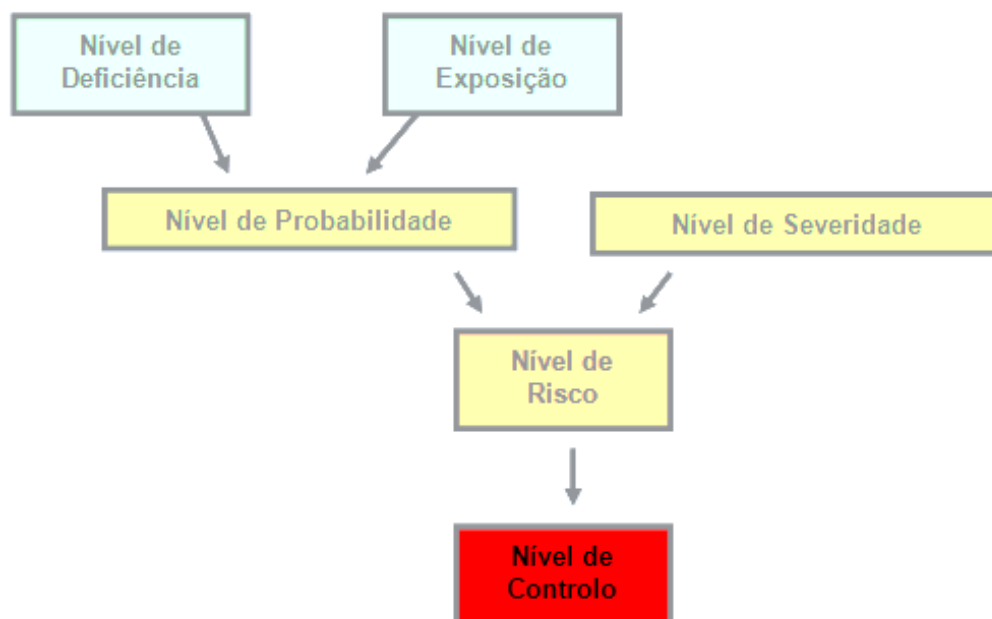 Nível de
Deficiência
Nível de
Exposição
Nível de Probabilidade
Nível de Severidade
Nível de
Risco
Nível de
Controlo